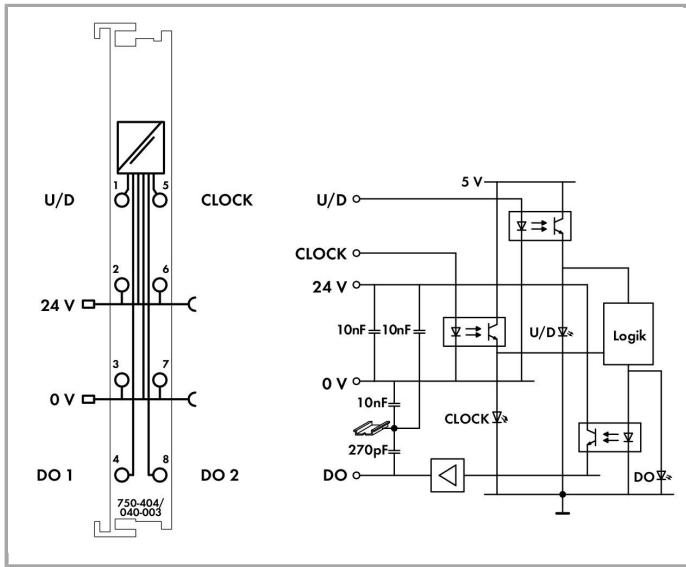 1 5
U/D CLOCK
2 6
24 V
3 7
0 V
4 8
DO 1 DO 2
750-404/
040-003
5 V
U/D
CLOCK
24 V
10nF 10nF
U/D
Logik
0 V
10nF
CLOCK
270pF
DO
DO